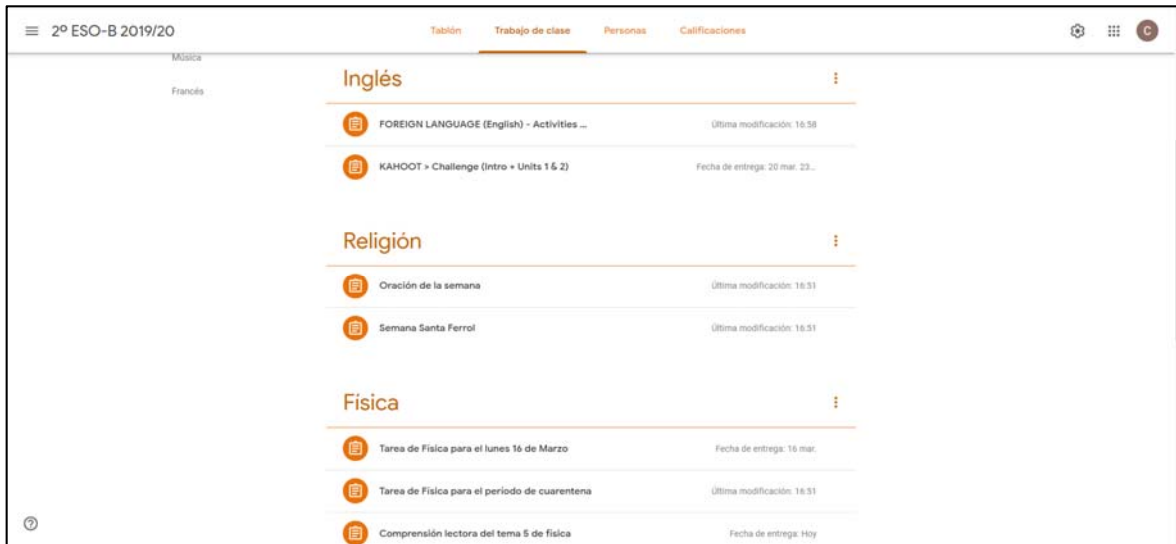 2º ESO-B 2019/20
Tablón
Trabajo de clase
Personas
Calificaciones
C
Música
Francés
Inglés
FOREIGN LANGUAGE (English) - Activities ...
Última modificación: 16:58
KAHOOT > Challenge (Intro + Units 1 & 2)
Fecha de entrega: 20 mar. 23...
Religión
Oración de la semana
Última modificación: 16:51
Semana Santa Ferrol
Última modificación: 16:51
Física
Tarea de Física para el lunes 16 de Marzo
Fecha de entrega: 16 mar.
Tarea de Física para el período de cuarentena
Última modificación: 16:51
Comprensión lectora del tema 5 de física
Fecha de entrega: Hoy